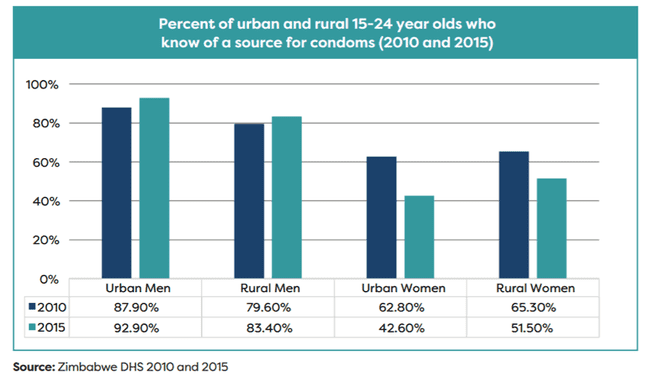 Percent of urban and rural 15-24 year olds who
know of a source for condoms (2010 and 2015)
100%
80%
60%
40%
20%
0%
Urban Men Rural Men Urban Women Rural Women
2010 87.90% 79.60% 62.80% 65.30%
2015 92.90% 83.40% 42.60% 51.50%
Source: Zimbabwe DHS 2010 and 2015